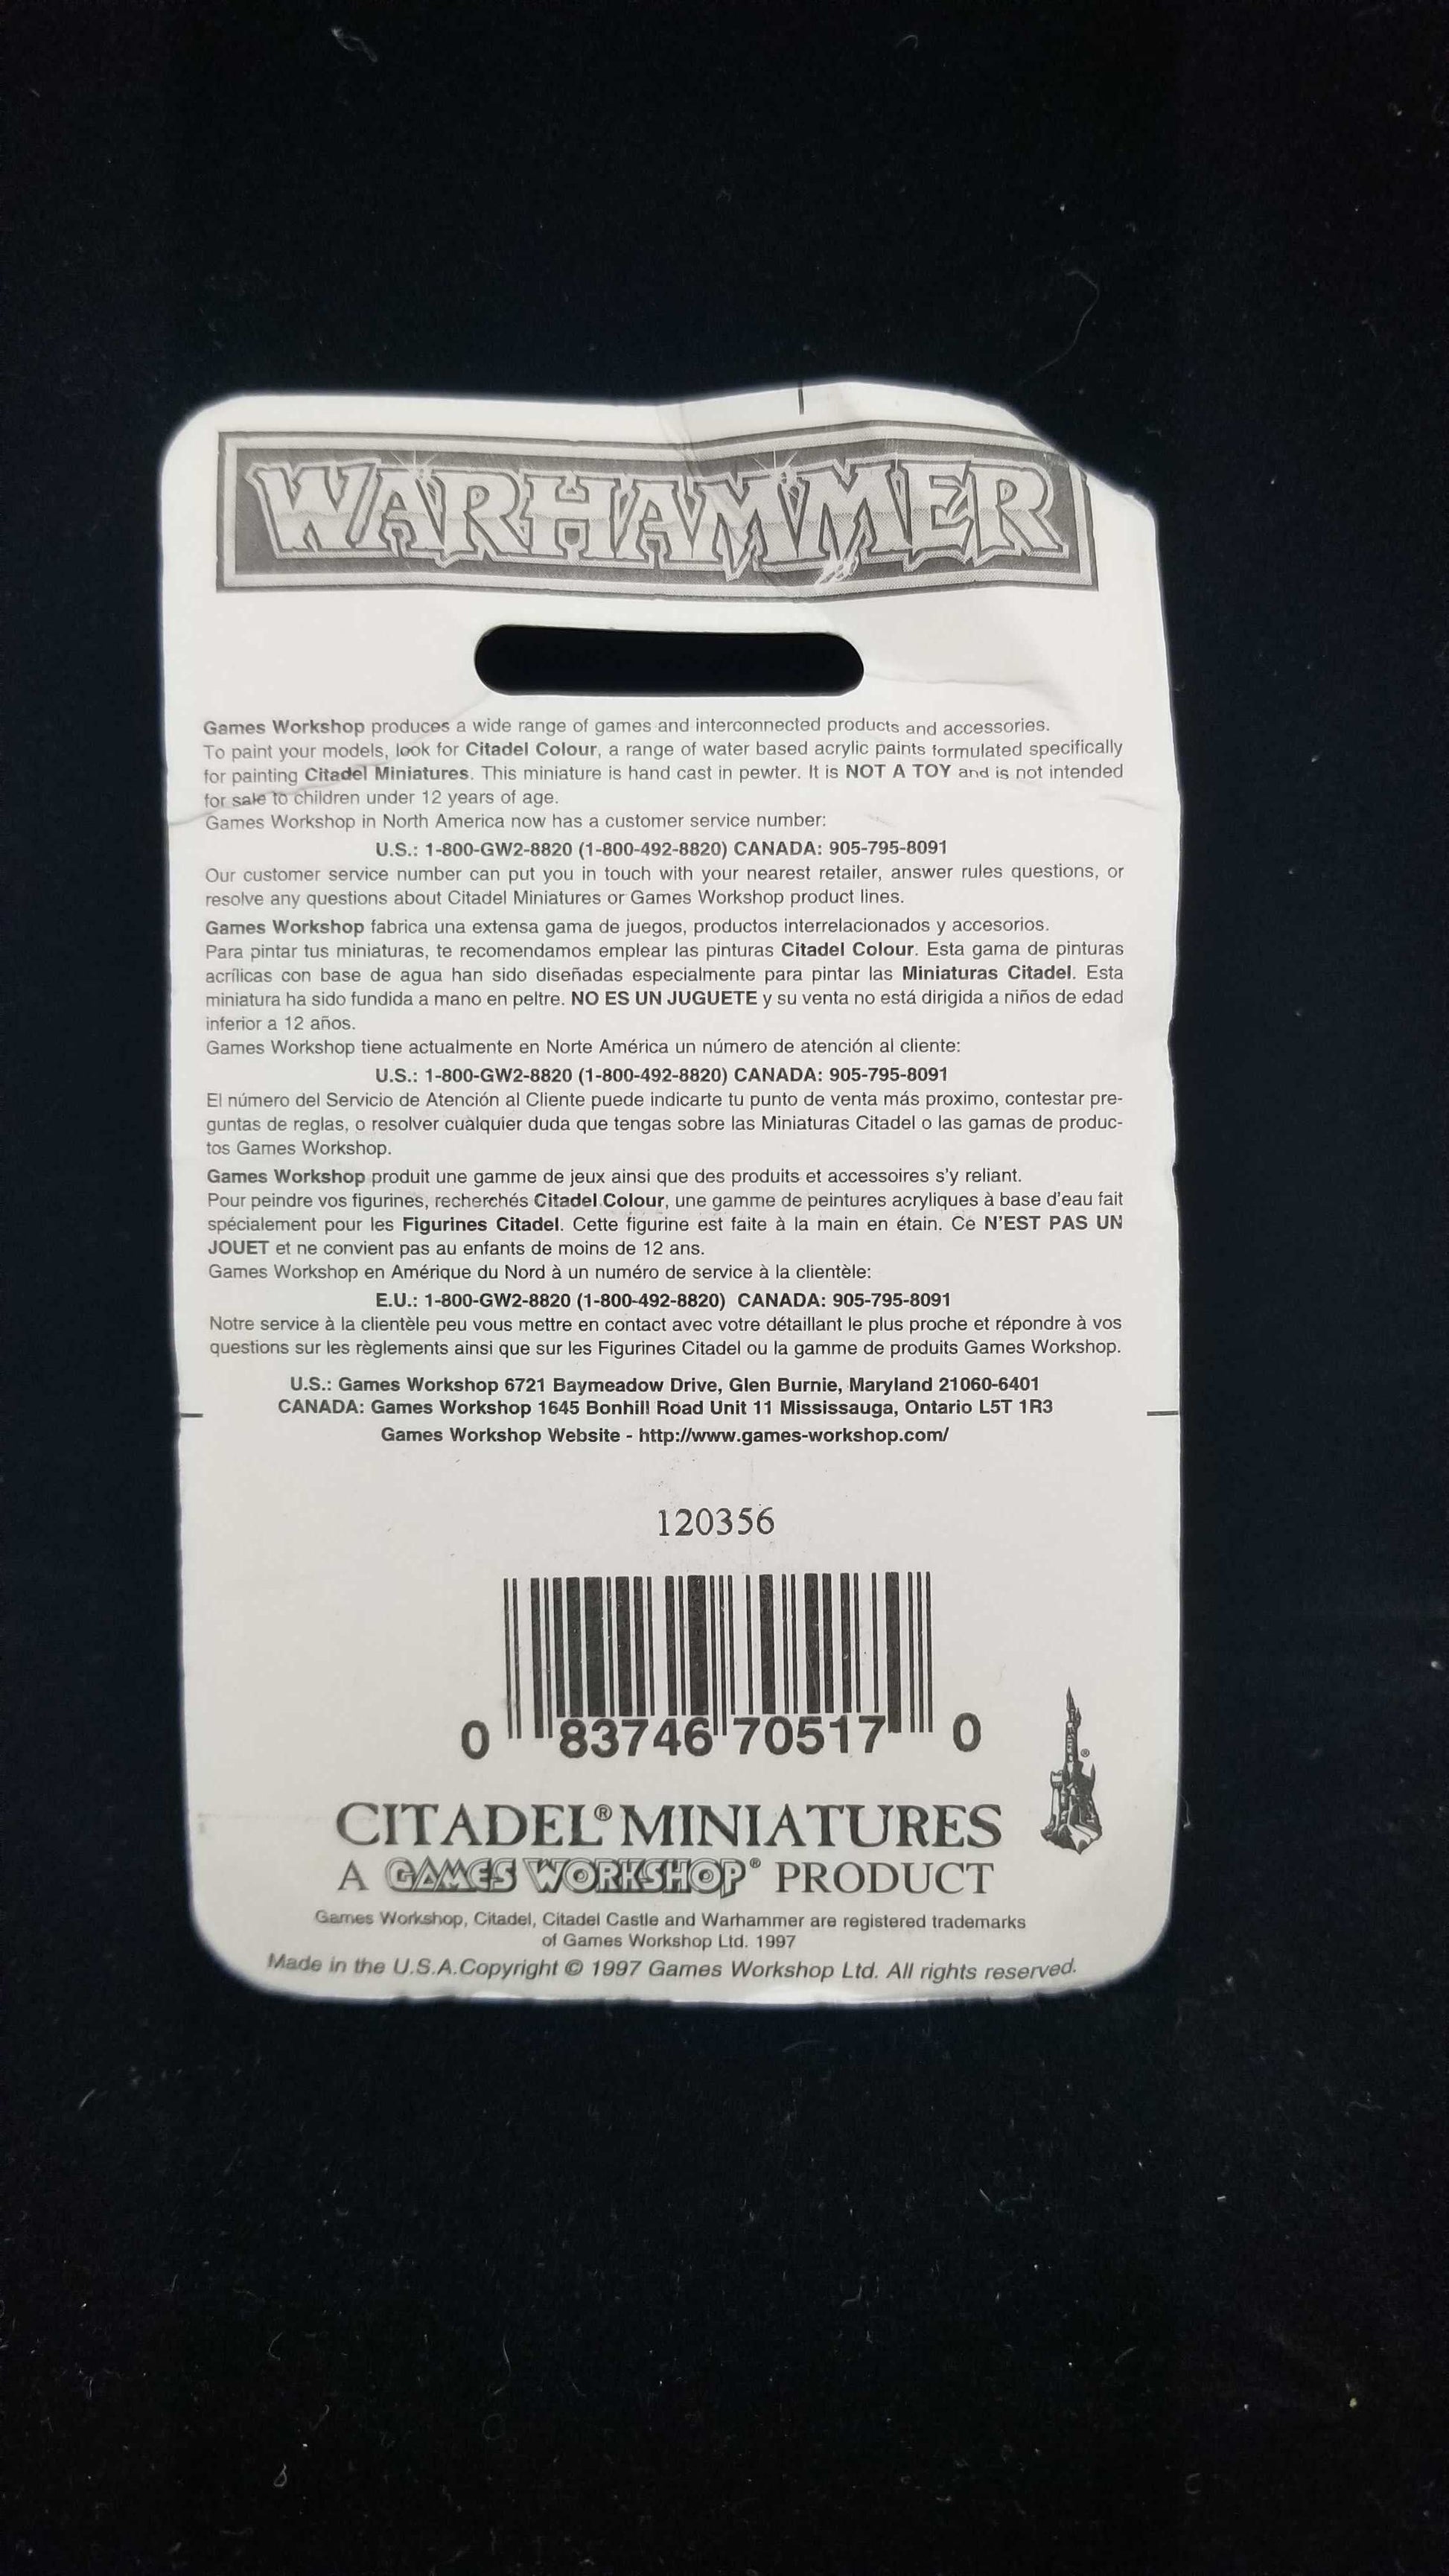 WARHAMMER
Games Workshop produces a wide range of games and interconnected products and accessories.
To paint your models, look for Citadel Colour, a range of water based acrylic paints formulated specifically
for painting Citadel Miniatures. This miniature is hand cast in pewter. It is NOT A TOY and is not intended
for sale to children under 12 years of age.
Games Workshop in North America now has a customer service number:
U.S.: 1-800-GW2-8820 (1-800-492-8820) CANADA: 905-795-8091
Our customer service number can put you in touch with your nearest retailer, answer rules questions, or
resolve any questions about Citadel Miniatures or Games Workshop product lines.
Games Workshop fabrica una extensa gama de juegos, productos interrelacionados y accesorios.
Para pintar tus miniaturas, te recomendamos emplear las pinturas Citadel Colour. Esta gama de pinturas
acrílicas con base de agua han sido diseñadas especialmente para pintar las Miniaturas Citadel. Esta
miniatura ha sido fundida a mano en peltre. NO ES UN JUGUETE y su venta no está dirigida a niños de edad
inferior a 12 años.
Games Workshop tiene actualmente en Norte América un número de atención al cliente:
U.S.: 1-800-GW2-8820 (1-800-492-8820) CANADA: 905-795-8091
El número del Servicio de Atención al Cliente puede indicarte tu punto de venta más proximo, contestar pre-
guntas de reglas, o resolver cualquier duda que tengas sobre las Miniaturas Citadel o las gamas de produc-
tos Games Workshop.
Games Workshop produit une gamme de jeux ainsi que des produits et accessoires s'y reliant.
Pour peindre vos figurines, recherchés Citadel Colour, une gamme de peintures acryliques à base d'eau fait
spécialement pour les Figurines Citadel. Cette figurine est faite à la main en étain. Ce N'EST PAS UN
JOUET et ne convient pas au enfants de moins de 12 ans.
Games Workshop en Amérique du Nord à un numéro de service à la clientèle:
E.U.: 1-800-GW2-8820 (1-800-492-8820) CANADA: 905-795-8091
Notre service à la clientèle peu vous mettre en contact avec votre détaillant le plus proche et répondre à vos
questions sur les règlements ainsi que sur les Figurines Citadel ou la gamme de produits Games Workshop.
U.S.: Games Workshop 6721 Baymeadow Drive, Glen Burnie, Maryland 21060-6401
CANADA: Games Workshop 1645 Bonhill Road Unit 11 Mississauga, Ontario L5T 1R3
Games Workshop Website - http://www.games-workshop.com/
120356
0 83746 70517 0
CITADEL® MINIATURES
A GAMES WORKSHOP® PRODUCT
Games Workshop, Citadel, Citadel Castle and Warhammer are registered trademarks
of Games Workshop Ltd. 1997
Made in the U.S.A.Copyright © 1997 Games Workshop Ltd. All rights reserved.